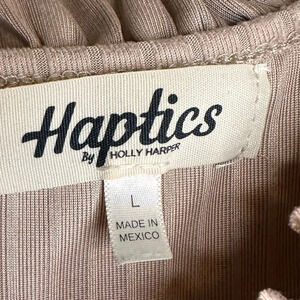 Haptics
By HOLLY HARPER
L
MADE IN
MEXICO